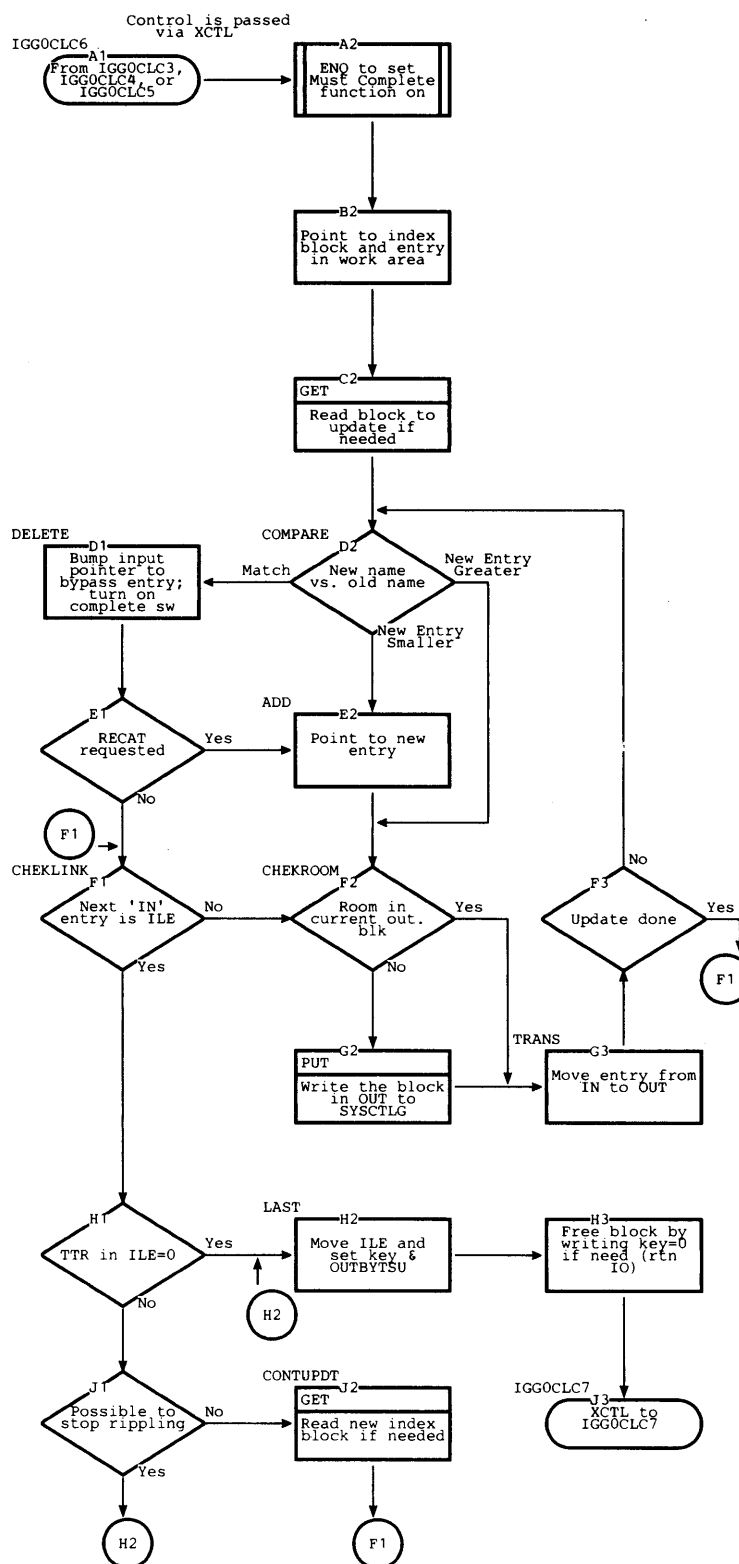 Control is passed
via XCTL
IGG0CLC6
A1
From IGG0CLC3,
IGG0CLC4, or
IGG0CLC5
A2
ENQ to set
Must Complete
function on
B2
Point to index
block and entry
in work area
C2
GET
Read block to
update if
needed
DELETE
D1
Bump input
pointer to
bypass entry;
turn on
complete sw
COMPARE
D2
New name
vs. old name
Match
New Entry
Greater
New Entry
Smaller
E1
RECAT
requested
Yes
No
ADD
E2
Point to new
entry
F1
CHEKLINK
F1
Next 'IN'
entry is ILE
No
Yes
CHEKROOM
F2
Room in
current out.
blk
Yes
No
F3
Update done
No
Yes
F1
G2
PUT
Write the block
in OUT to
SYSCTLG
TRANS
G3
Move entry from
IN to OUT
H1
TTR in ILE=0
Yes
No
LAST
H2
Move ILE and
set key &
OUTBYTSU
H2
H3
Free block by
writing key=0
if need (rtn
IO)
J1
Possible to
stop rippling
No
Yes
CONTUPDT
J2
GET
Read new index
block if needed
IGG0CLC7
J3
XCTL to
IGG0CLC7
H2
F1